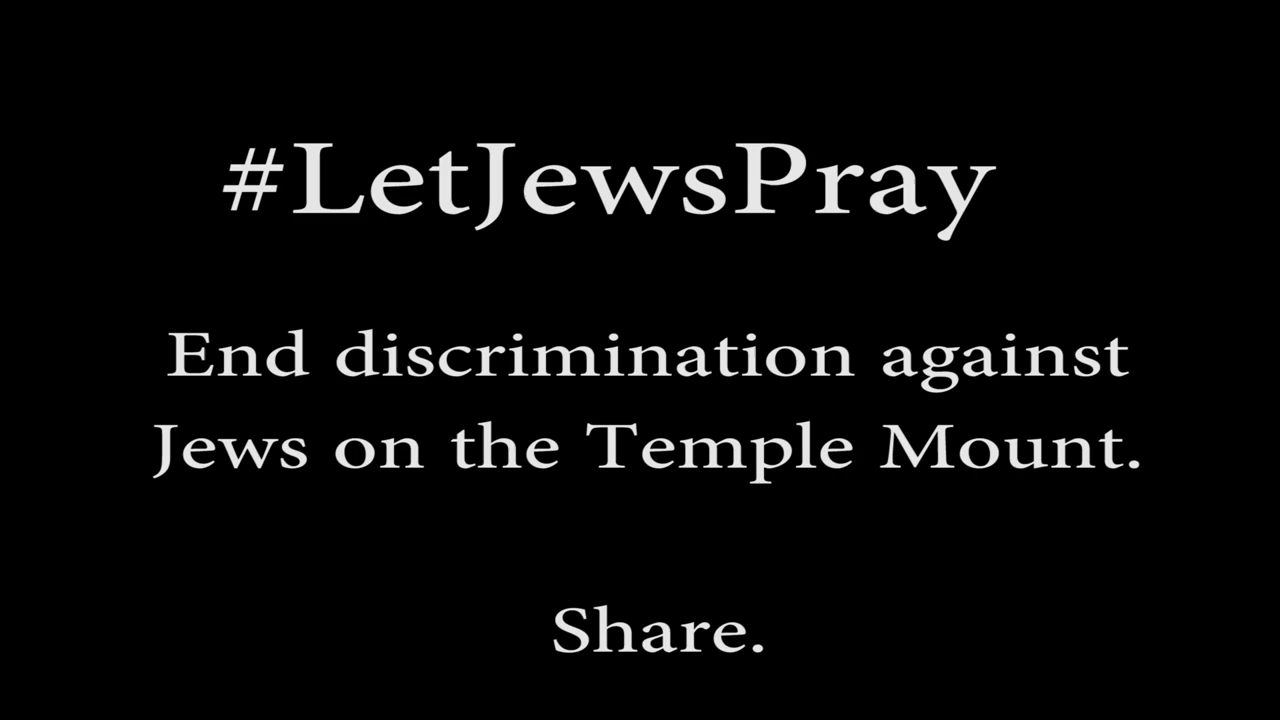 #LetJewsPray
End discrimination against
Jews on the Temple Mount.
Share.